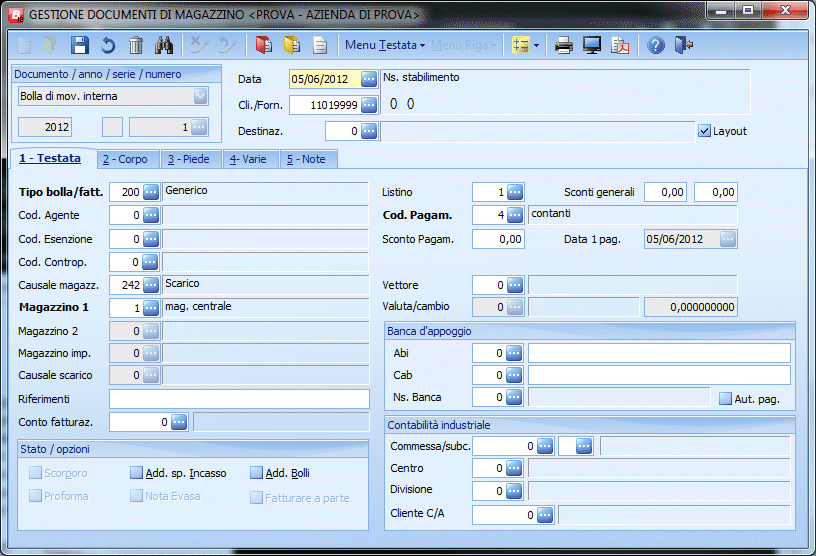 GESTIONE DOCUMENTI DI MAGAZZINO <PROVA - AZIENDA DI PROVA>
Menu Testata Menu Riga
Documento / anno / serie / numero
Bolla di mov. interna
2012 1
Data 05/06/2012 Ns. stabilimento
Cli./Forn. 11019999 0 0
Destinaz. 0 Layout
1 - Testata 2 - Corpo 3 - Piede 4- Varie 5 - Note
Tipo bolla/fatt. 200 Generico
Cod. Agente 0
Cod. Esenzione 0
Cod. Controp. 0
Causale magazz. 242 Scarico
Magazzino 1 1 mag. centrale
Magazzino 2 0
Magazzino imp. 0
Causale scarico 0
Riferimenti
Conto fatturaz. 0
Stato / opzioni
Scorporo Add. sp. Incasso Add. Bolli
Proforma Nota Evasa Fatturare a parte
Listino 1 Sconti generali 0,00 0,00
Cod. Pagam. 4 contanti
Sconto Pagam. 0,00 Data 1 pag. 05/06/2012
Vettore 0
Valuta/cambio 0 0,000000000
Banca d'appoggio
Abi 0
Cab 0
Ns. Banca 0 Aut. pag.
Contabilità industriale
Commessa/subc. 0
Centro 0
Divisione 0
Cliente C/A 0